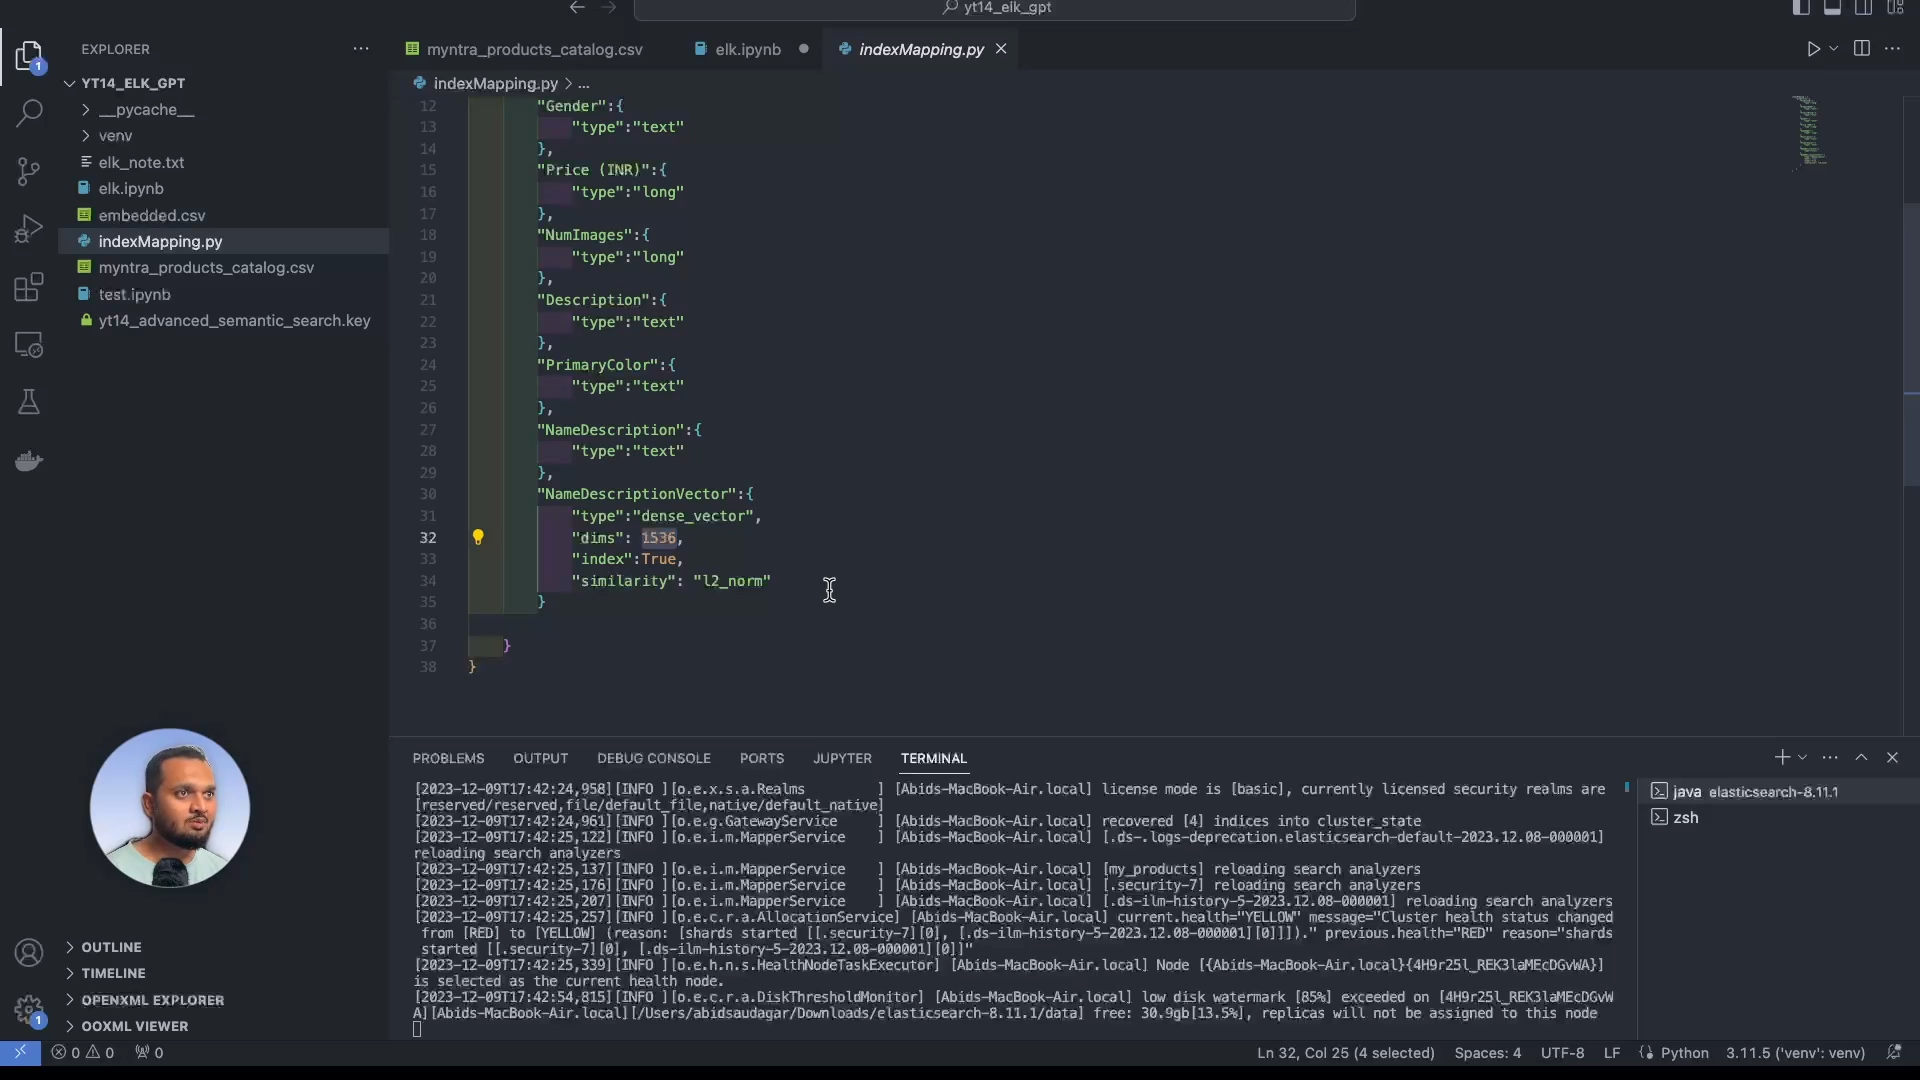 yt14_elk_gpt
EXPLORER
YT14_ELK_GPT
__pycache__
venv
elk_note.txt
elk.ipynb
embedded.csv
indexMapping.py
myntra_products_catalog.csv
test.ipynb
yt14_advanced_semantic_search.key
OUTLINE
TIMELINE
OPENXML EXPLORER
OOXML VIEWER
1
1
myntra_products_catalog.csv
elk.ipynb
indexMapping.py
indexMapping.py > ...
12 "Gender":{
13 "type":"text"
14 },
15 "Price (INR)":{
16 "type":"long"
17 },
18 "NumImages":{
19 "type":"long"
20 },
21 "Description":{
22 "type":"text"
23 },
24 "PrimaryColor":{
25 "type":"text"
26 },
27 "NameDescription":{
28 "type":"text"
29 },
30 "NameDescriptionVector":{
31 "type":"dense_vector",
32 "dims": 1536,
33 "index":True,
34 "similarity": "l2_norm"
35 }
36
37 }
38 }
PROBLEMS OUTPUT DEBUG CONSOLE PORTS JUPYTER TERMINAL
[2023-12-09T17:42:24,958][INFO ][o.e.x.s.a.Realms ] [Abids-MacBook-Air.local] license mode is [basic], currently licensed security realms are
[reserved/reserved,file/default_file,native/default_native]
[2023-12-09T17:42:24,961][INFO ][o.e.g.GatewayService ] [Abids-MacBook-Air.local] recovered [4] indices into cluster_state
[2023-12-09T17:42:25,122][INFO ][o.e.i.m.MapperService ] [Abids-MacBook-Air.local] [.ds-.logs-deprecation.elasticsearch-default-2023.12.08-000001]
reloading search analyzers
[2023-12-09T17:42:25,137][INFO ][o.e.i.m.MapperService ] [Abids-MacBook-Air.local] [my_products] reloading search analyzers
[2023-12-09T17:42:25,176][INFO ][o.e.i.m.MapperService ] [Abids-MacBook-Air.local] [.security-7] reloading search analyzers
[2023-12-09T17:42:25,207][INFO ][o.e.i.m.MapperService ] [Abids-MacBook-Air.local] [.ds-ilm-history-5-2023.12.08-000001] reloading search analyzers
[2023-12-09T17:42:25,257][INFO ][o.e.c.r.a.AllocationService] [Abids-MacBook-Air.local] current.health="YELLOW" message="Cluster health status changed
from [RED] to [YELLOW] (reason: [shards started [[.security-7][0], [.ds-ilm-history-5-2023.12.08-000001][0]]])." previous.health="RED" reason="shards
started [[.security-7][0], [.ds-ilm-history-5-2023.12.08-000001][0]]"
[2023-12-09T17:42:25,339][INFO ][o.e.h.n.s.HealthNodeTaskExecutor] [Abids-MacBook-Air.local] Node [{Abids-MacBook-Air.local}{4H9r25l_REK3laMEcDGvWA}]
is selected as the current health node.
[2023-12-09T17:42:54,815][INFO ][o.e.c.r.a.DiskThresholdMonitor] [Abids-MacBook-Air.local] low disk watermark [85%] exceeded on [4H9r25l_REK3laMEcDGvW
A][Abids-MacBook-Air.local][/Users/abidsaudagar/Downloads/elasticsearch-8.11.1/data] free: 30.9gb[13.5%], replicas will not be assigned to this node
java elasticsearch-8.11.1
zsh
0 0 0 Ln 32, Col 25 (4 selected) Spaces: 4 UTF-8 LF Python 3.11.5 ('venv': venv)